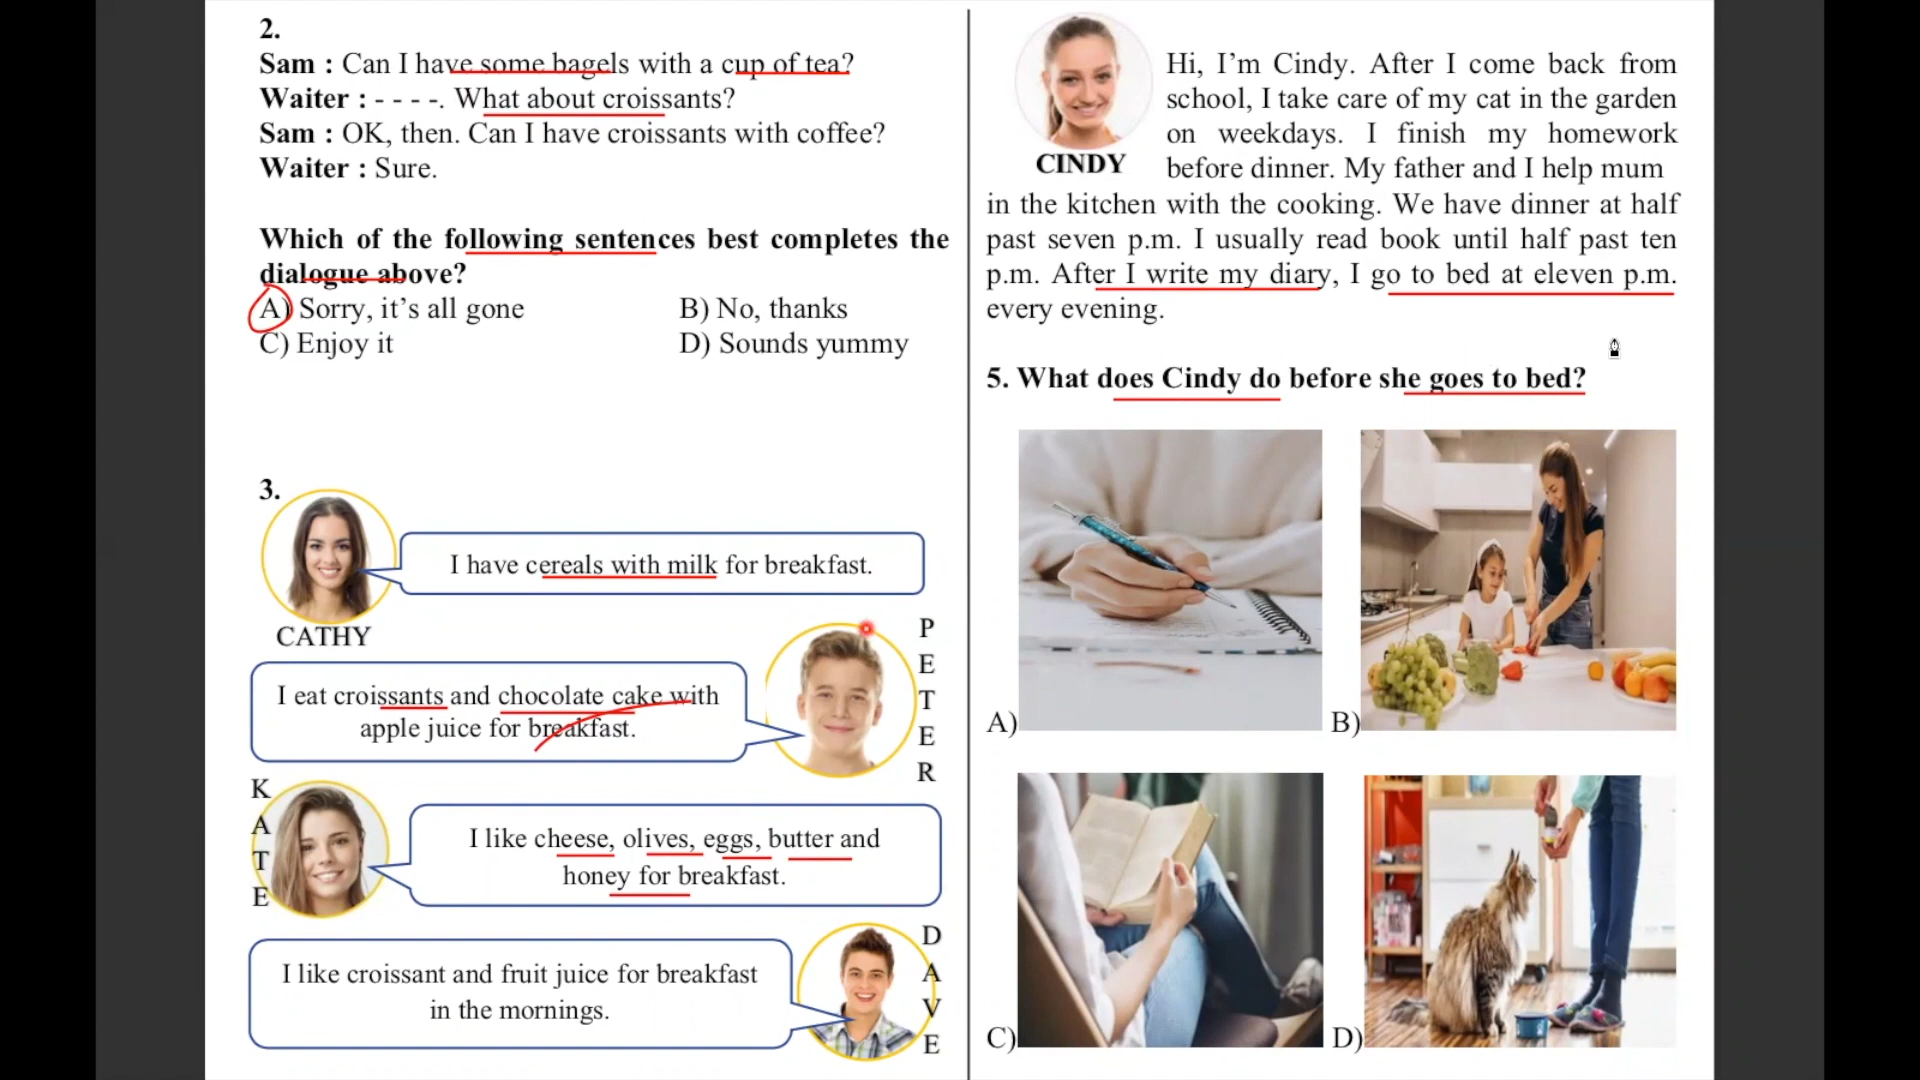 2.
Sam : Can I have some bagels with a cup of tea?
Waiter : - - - -. What about croissants?
Sam : OK, then. Can I have croissants with coffee?
Waiter : Sure.
Which of the following sentences best completes the
dialogue above?
A) Sorry, it's all gone B) No, thanks
C) Enjoy it D) Sounds yummy
3.
I have cereals with milk for breakfast.
CATHY
I eat croissants and chocolate cake with
apple juice for breakfast.
PETER
KATE
I like cheese, olives, eggs, butter and
honey for breakfast.
I like croissant and fruit juice for breakfast
in the mornings.
DAVE
CINDY
Hi, I'm Cindy. After I come back from
school, I take care of my cat in the garden
on weekdays. I finish my homework
before dinner. My father and I help mum
in the kitchen with the cooking. We have dinner at half
past seven p.m. I usually read book until half past ten
p.m. After I write my diary, I go to bed at eleven p.m.
every evening.
5. What does Cindy do before she goes to bed?
A) B)
C) D)